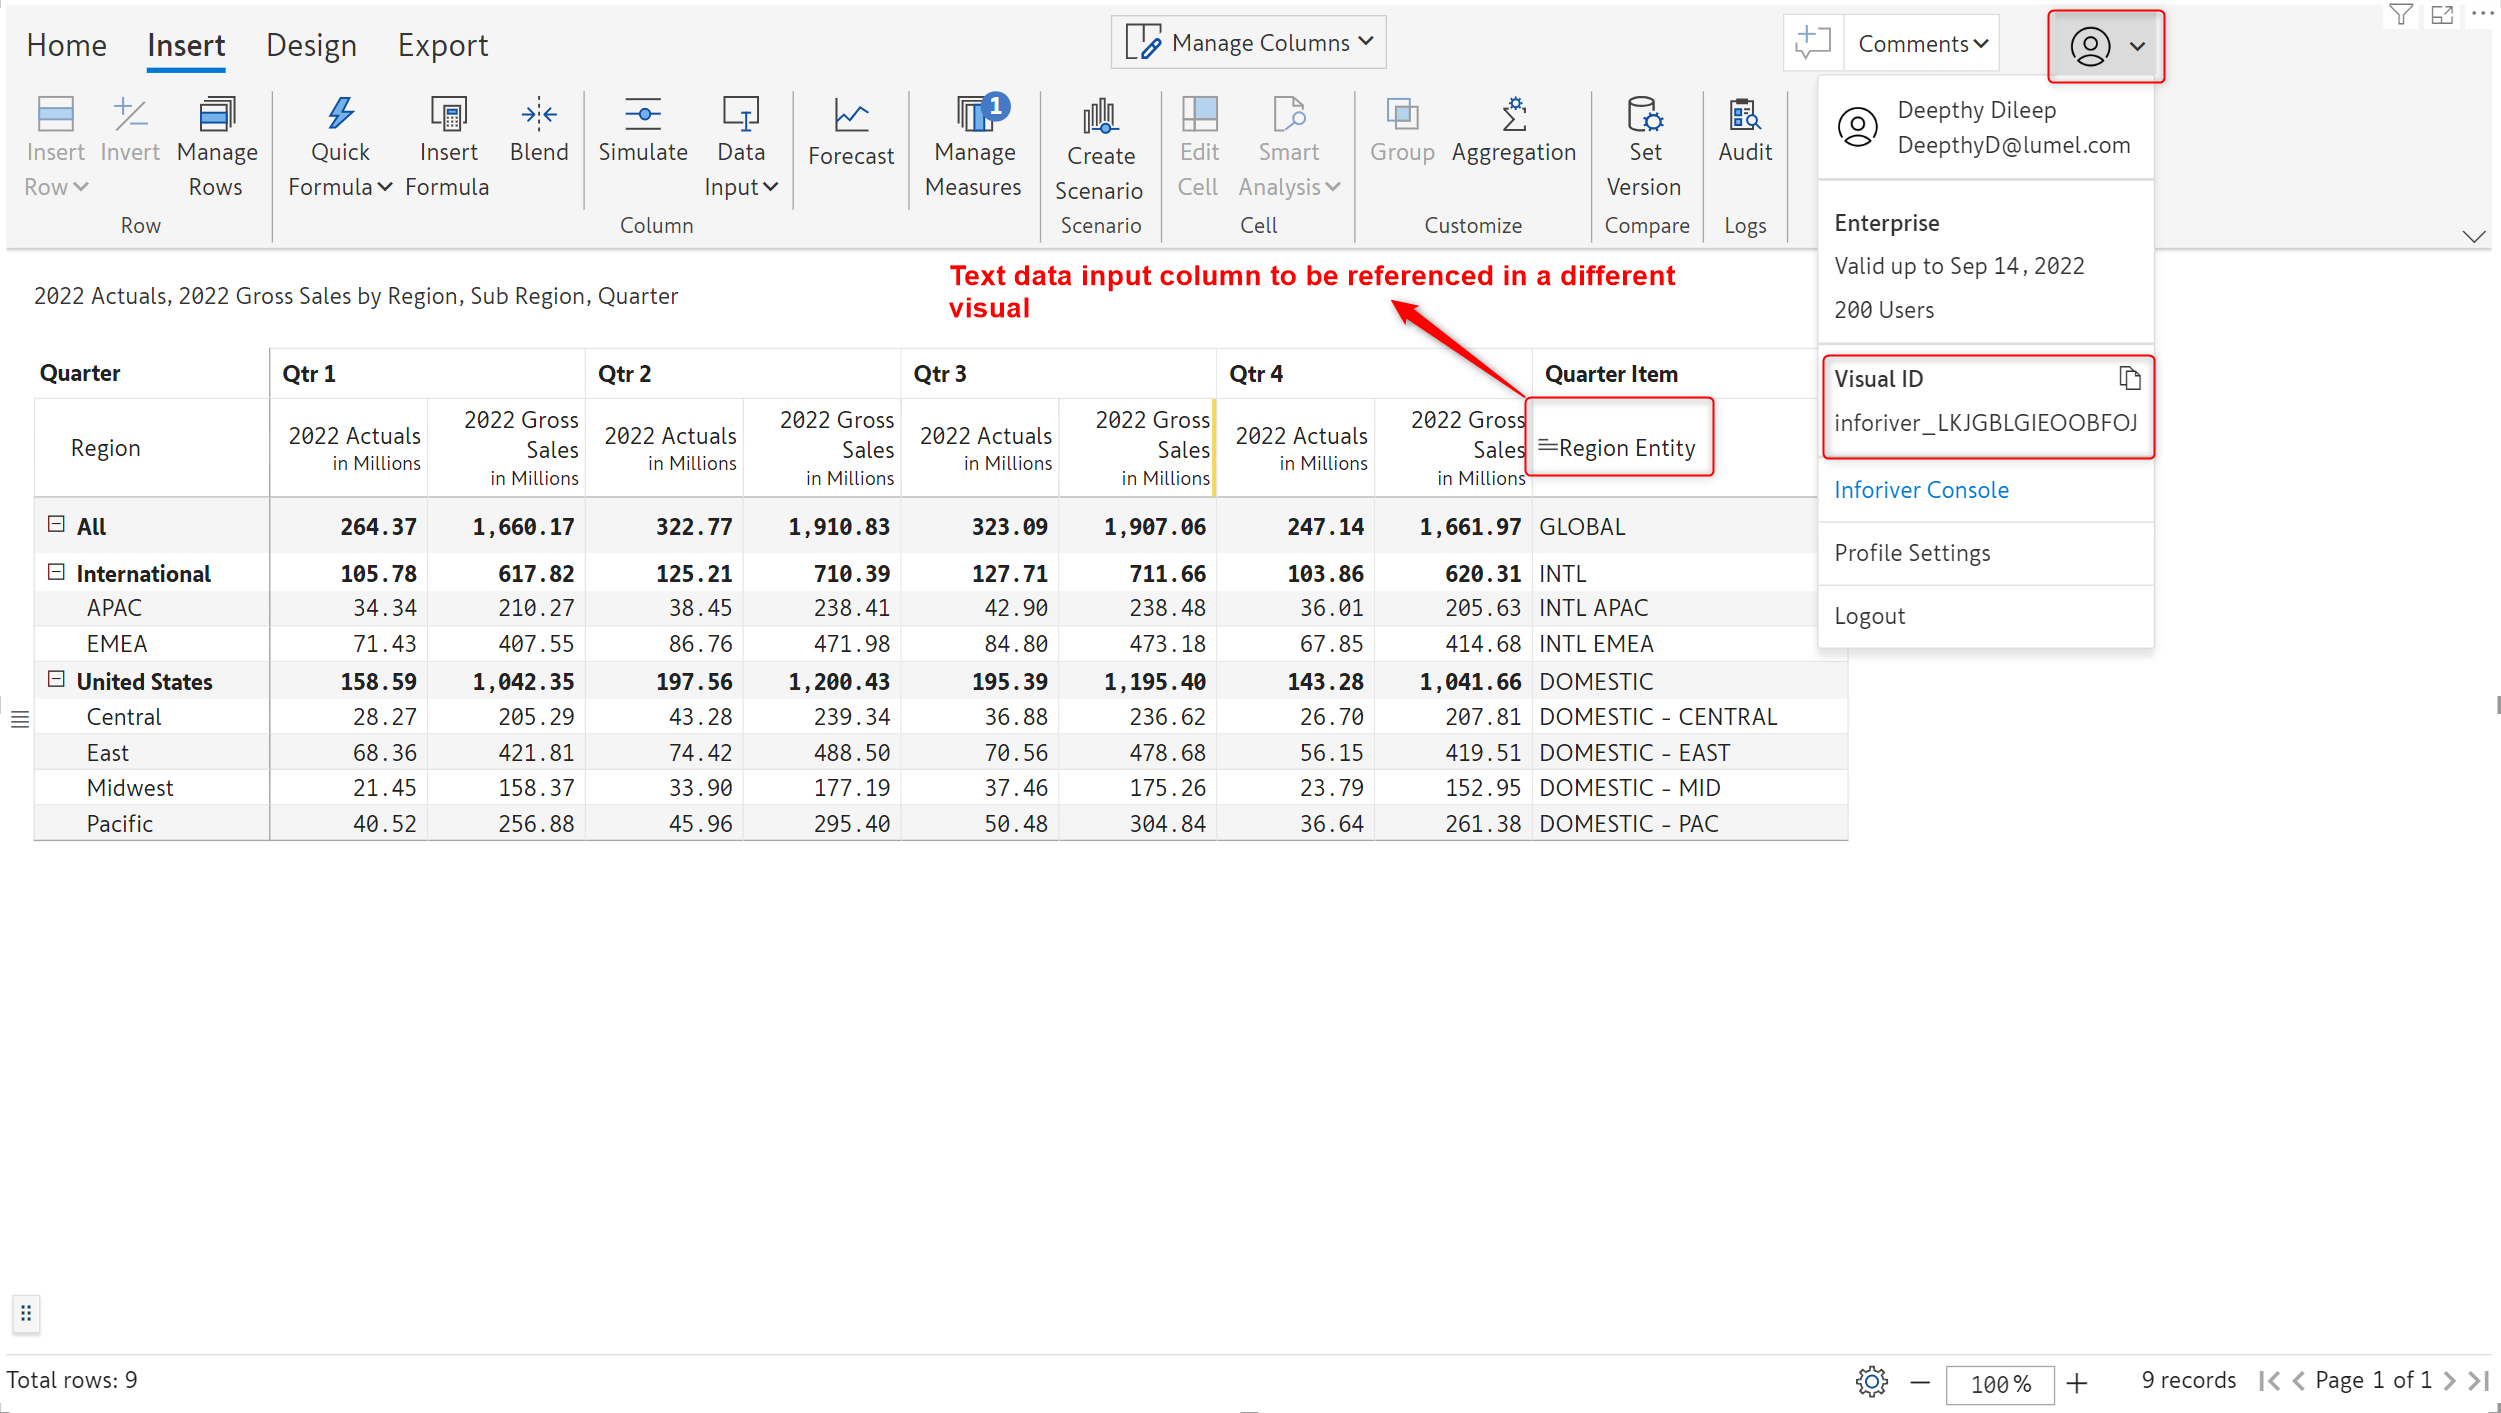 Home Insert Design Export
Manage Columns
Comments
Insert Row
Invert
Manage Rows
Row
Quick Formula
Insert Formula
Blend
Simulate
Data Input
Column
Forecast
Manage Measures
1
Create Scenario
Scenario
Edit Cell
Smart Analysis
Cell
Group
Aggregation
Customize
Set Version
Compare
Audit
Logs
Deepthy Dileep
DeepthyD@lumel.com
Enterprise
Valid up to Sep 14, 2022
200 Users
Visual ID
inforiver_LKJGBLGIEOOBFOJ
Inforiver Console
Profile Settings
Logout
Text data input column to be referenced in a different
visual
2022 Actuals, 2022 Gross Sales by Region, Sub Region, Quarter
Quarter Qtr 1 Qtr 2 Qtr 3 Qtr 4 Quarter Item
Region 2022 Actuals in Millions 2022 Gross Sales in Millions 2022 Actuals in Millions 2022 Gross Sales in Millions 2022 Actuals in Millions 2022 Gross Sales in Millions 2022 Actuals in Millions 2022 Gross Sales in Millions Region Entity
All 264.37 1,660.17 322.77 1,910.83 323.09 1,907.06 247.14 1,661.97 GLOBAL
International 105.78 617.82 125.21 710.39 127.71 711.66 103.86 620.31 INTL
APAC 34.34 210.27 38.45 238.41 42.90 238.48 36.01 205.63 INTL APAC
EMEA 71.43 407.55 86.76 471.98 84.80 473.18 67.85 414.68 INTL EMEA
United States 158.59 1,042.35 197.56 1,200.43 195.39 1,195.40 143.28 1,041.66 DOMESTIC
Central 28.27 205.29 43.28 239.34 36.88 236.62 26.70 207.81 DOMESTIC - CENTRAL
East 68.36 421.81 74.42 488.50 70.56 478.68 56.15 419.51 DOMESTIC - EAST
Midwest 21.45 158.37 33.90 177.19 37.46 175.26 23.79 152.95 DOMESTIC - MID
Pacific 40.52 256.88 45.96 295.40 50.48 304.84 36.64 261.38 DOMESTIC - PAC
Total rows: 9
100%
9 records
Page 1 of 1